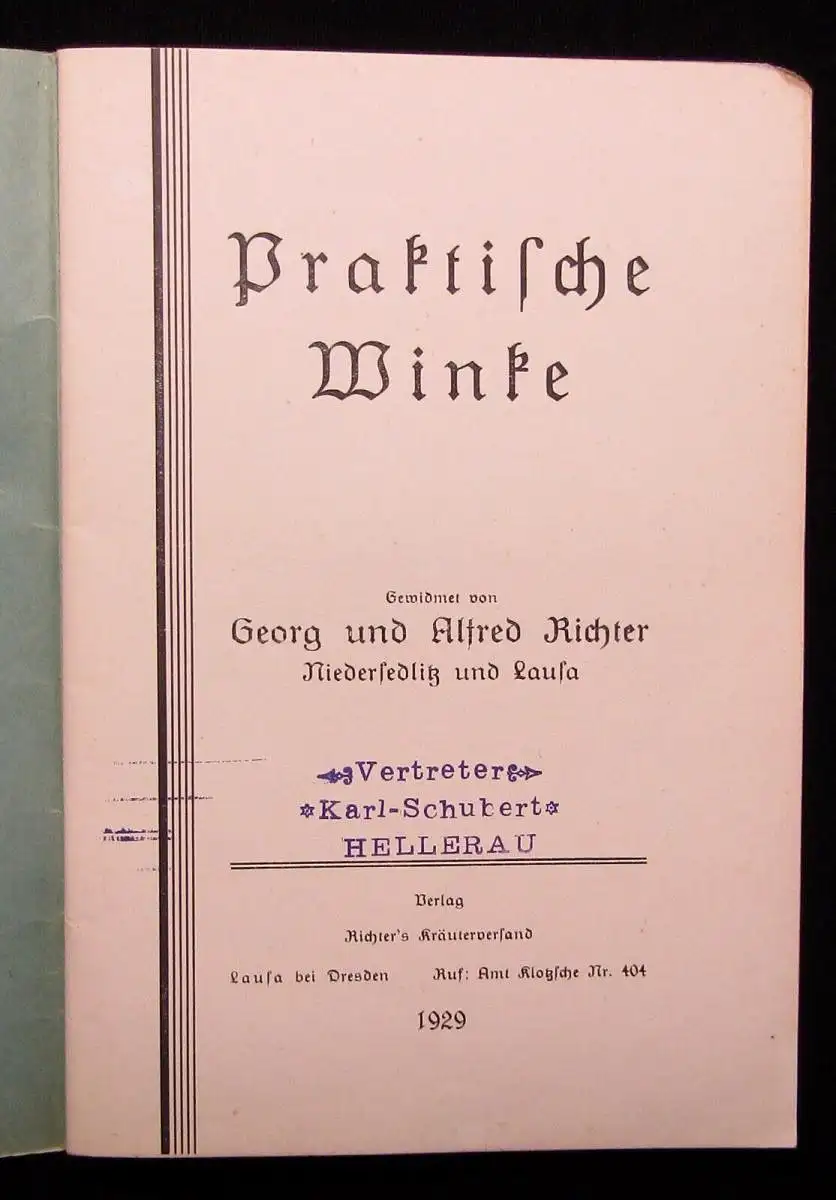 Praktische
Winke
Gewidmet von
Georg und Alfred Richter
Niedersedlitz und Lausa
Vertreter
*Karl-Schubert*
HELLERAU
Verlag
Richter's Kräuterversand
Lausa bei Dresden Ruf: Amt Klotzsche Nr. 404
1929